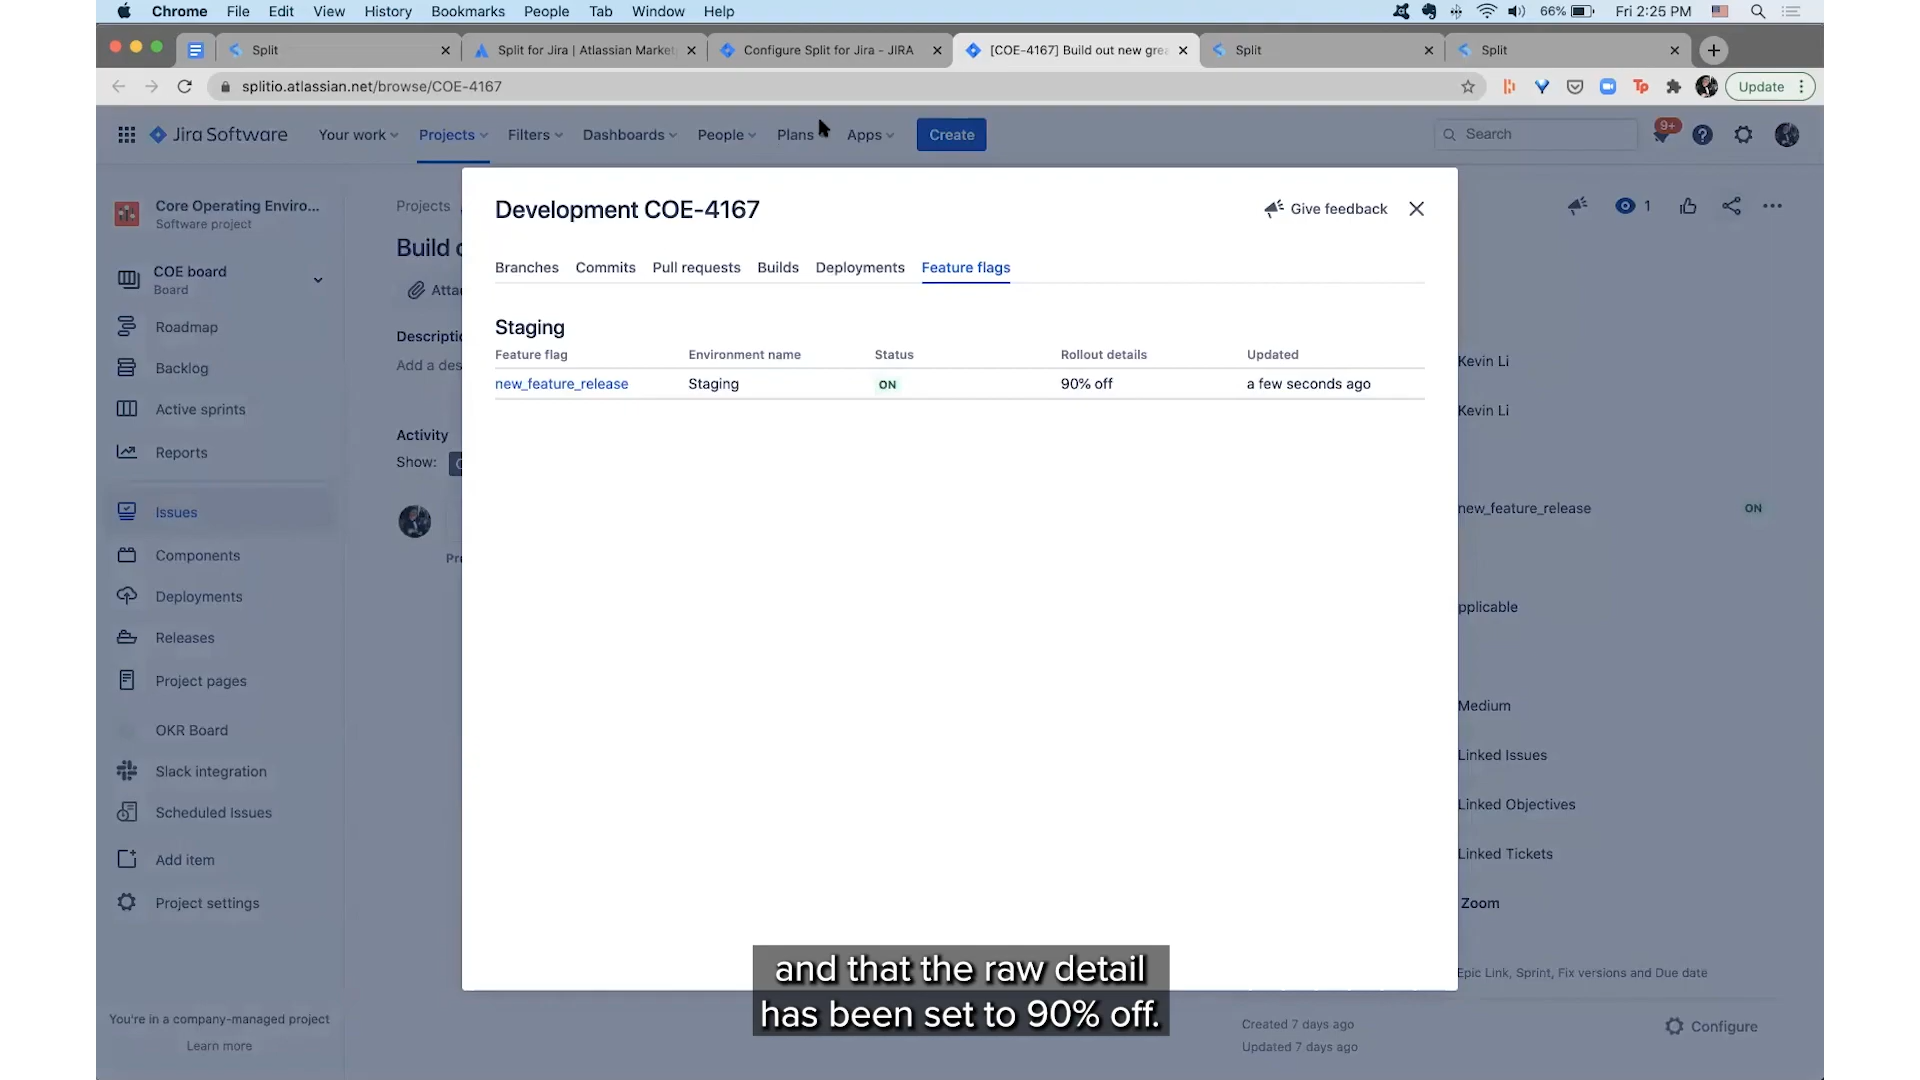 Chrome File Edit View History Bookmarks People Tab Window Help 66% Fri 2:25 PM
Split Split for Jira | Atlassian Market Configure Split for Jira - JIRA [COE-4167] Build out new grea Split Split
splitio.atlassian.net/browse/COE-4167 Tp Update
Jira Software Your work Projects Filters Dashboards People Plans Apps Create Search 9+
Core Operating Enviro...
Software project
COE board
Board
Roadmap
Backlog
Active sprints
Reports
Issues
Components
Deployments
Releases
Project pages
OKR Board
Slack integration
Scheduled Issues
Add item
Project settings
You're in a company-managed project
Learn more
Projects
Build
Atta
Descriptio
Add a des
Activity
Show:
Development COE-4167
Give feedback
Branches Commits Pull requests Builds Deployments Feature flags
Staging
Feature flag Environment name Status Rollout details Updated
new_feature_release Staging ON 90% off a few seconds ago
1
Kevin Li
Kevin Li
new_feature_release ON
pplicable
Medium
Linked Issues
Linked Objectives
Linked Tickets
Zoom
Epic Link, Sprint, Fix versions and Due date
Created 7 days ago
Updated 7 days ago
Configure
and that the raw detail
has been set to 90% off.